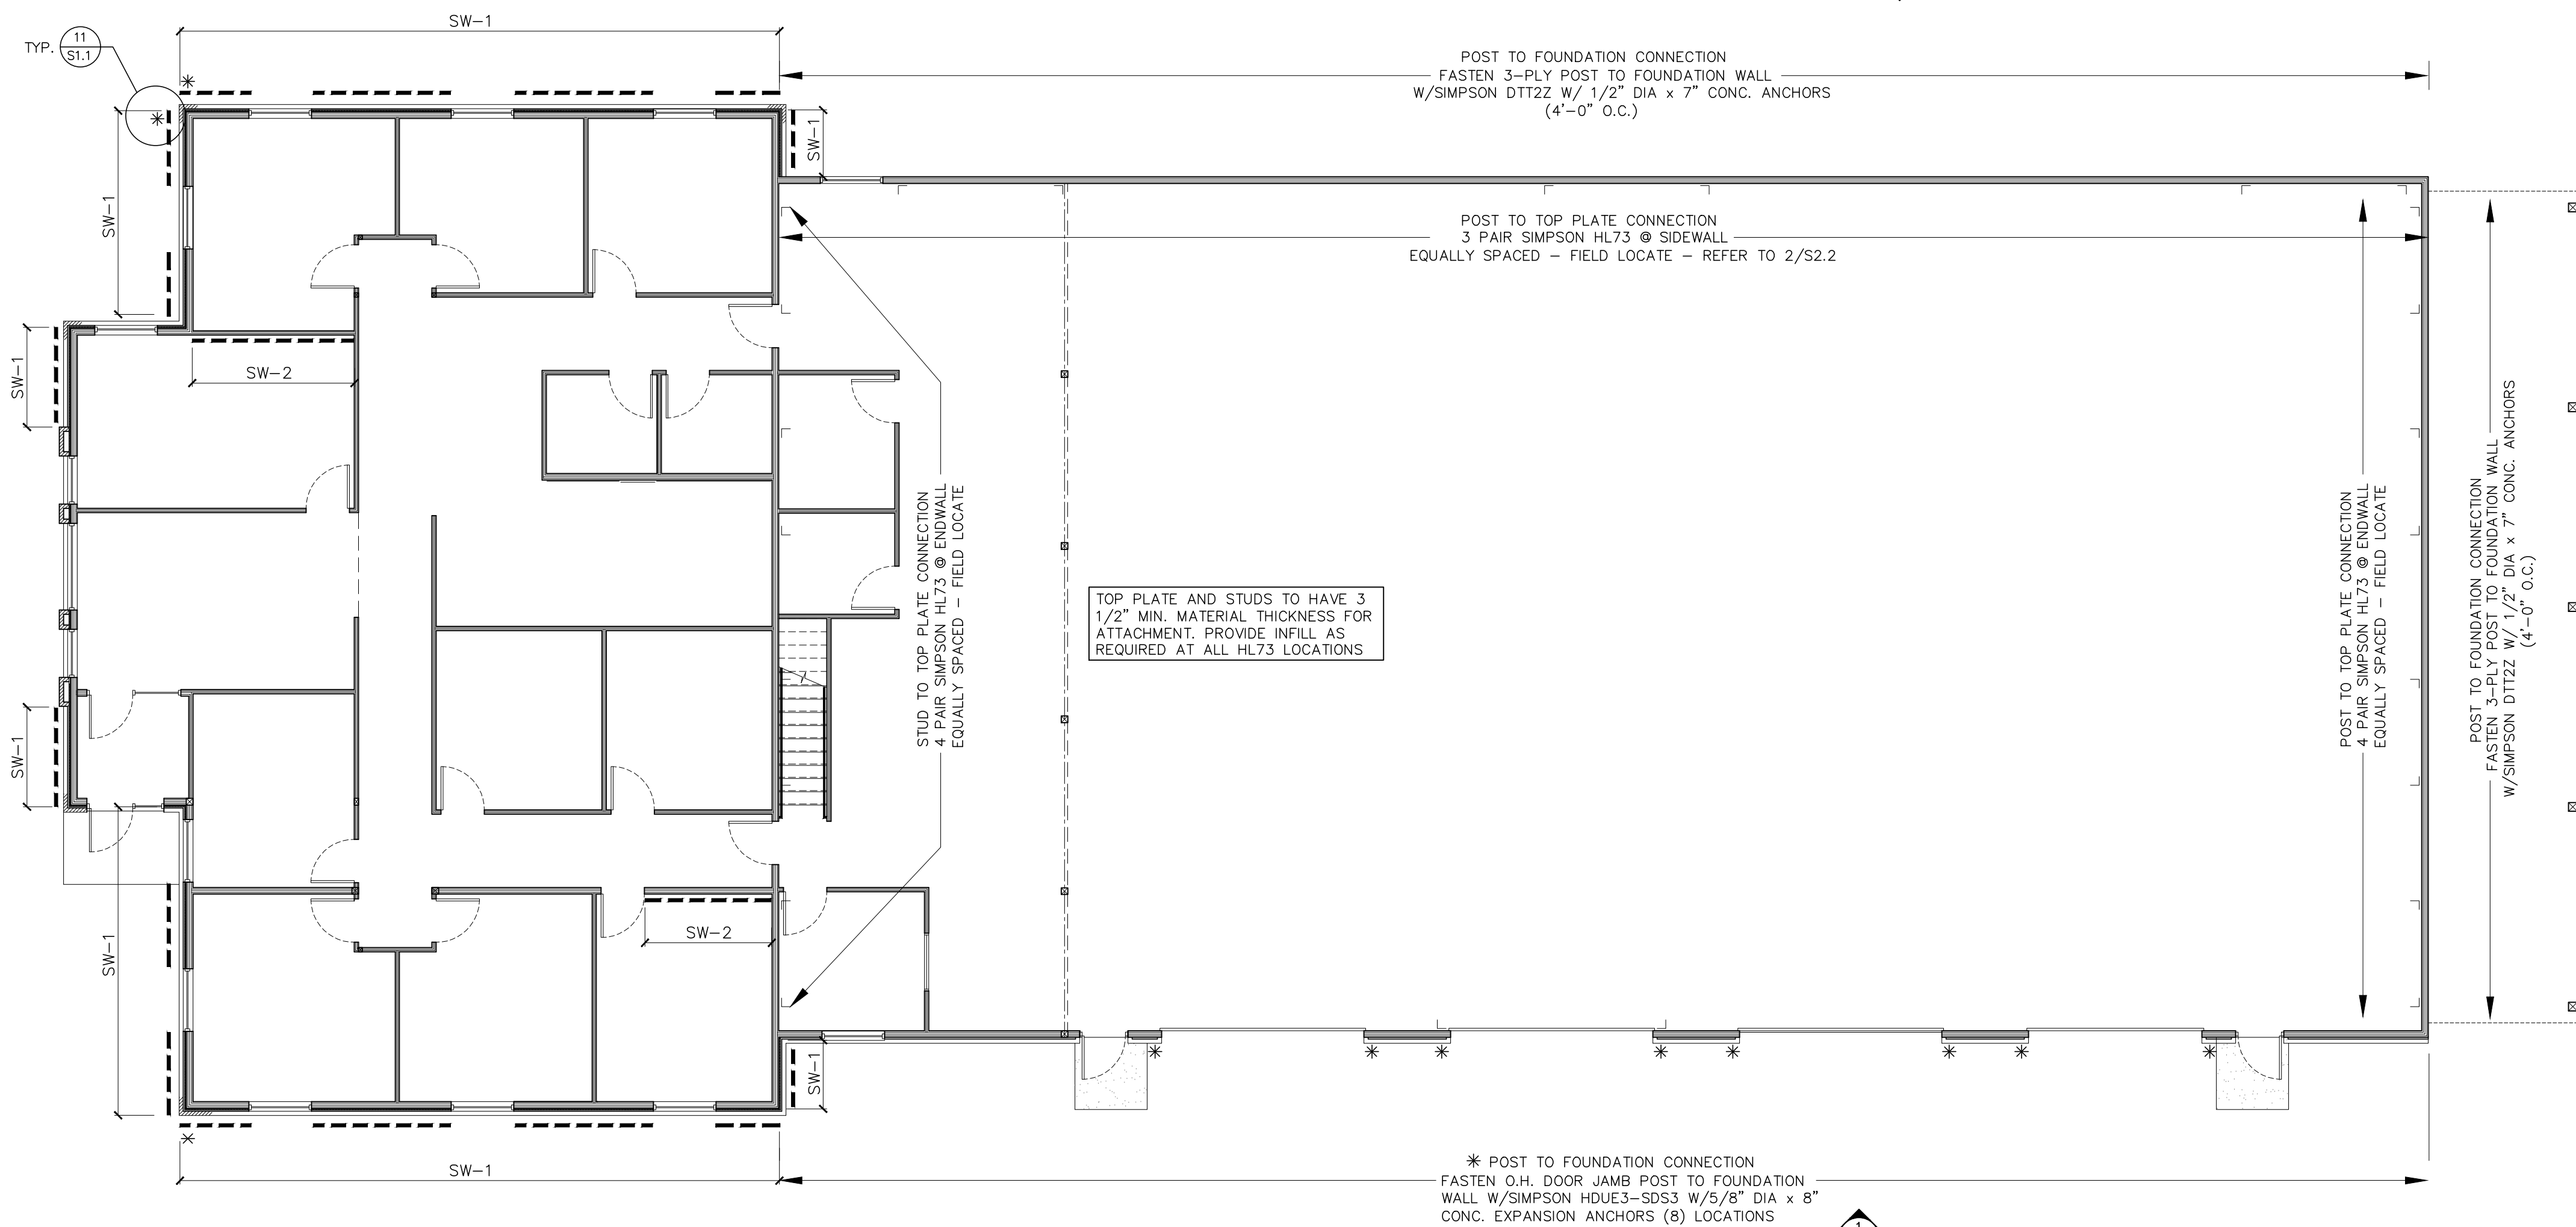 SW-1
TYP.
11
S1.1
POST TO FOUNDATION CONNECTION
FASTEN 3-PLY POST TO FOUNDATION WALL
W/SIMPSON DTT2Z W/ 1/2" DIA x 7" CONC. ANCHORS
(4'-0" O.C.)
SW-1
SW-1
POST TO TOP PLATE CONNECTION
3 PAIR SIMPSON HL73 @ SIDEWALL
EQUALLY SPACED - FIELD LOCATE - REFER TO 2/S2.2
SW-1
SW-2
STUD TO TOP PLATE CONNECTION
4 PAIR SIMPSON HL73 @ ENDWALL
EQUALLY SPACED - FIELD LOCATE
TOP PLATE AND STUDS TO HAVE 3
1/2" MIN. MATERIAL THICKNESS FOR
ATTACHMENT. PROVIDE INFILL AS
REQUIRED AT ALL HL73 LOCATIONS
POST TO TOP PLATE CONNECTION
4 PAIR SIMPSON HL73 @ ENDWALL
EQUALLY SPACED - FIELD LOCATE
POST TO FOUNDATION CONNECTION
FASTEN 3-PLY POST TO FOUNDATION WALL
W/SIMPSON DTT2Z W/ 1/2" DIA x 7" CONC. ANCHORS
(4'-0" O.C.)
SW-1
SW-1
SW-2
SW-1
SW-1
* POST TO FOUNDATION CONNECTION
FASTEN O.H. DOOR JAMB POST TO FOUNDATION
WALL W/SIMPSON HDUE3-SDS3 W/5/8" DIA x 8"
CONC. EXPANSION ANCHORS (8) LOCATIONS
1